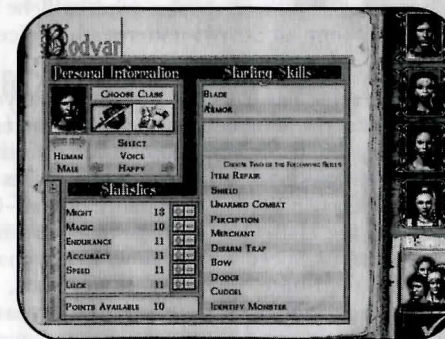 Bodvar
Personal Information
CHOOSE CLASS
SELECT
HUMAN VOICE
MALE HAPPY
Statistics
MIGHT 13
MAGIC 10
ENDURANCE 11
ACCURACY 11
SPEED 11
LUCK 11
POINTS AVAILABLE 10
Starting Skills
BLADE
ARMOR
CHOOSE TWO OF THE FOLLOWING SKILLS
ITEM REPAIR
SHIELD
UNARMED COMBAT
PERCEPTION
MERCHANT
DISARM TRAP
BOW
DODGE
CUDGEL
IDENTIFY MONSTER